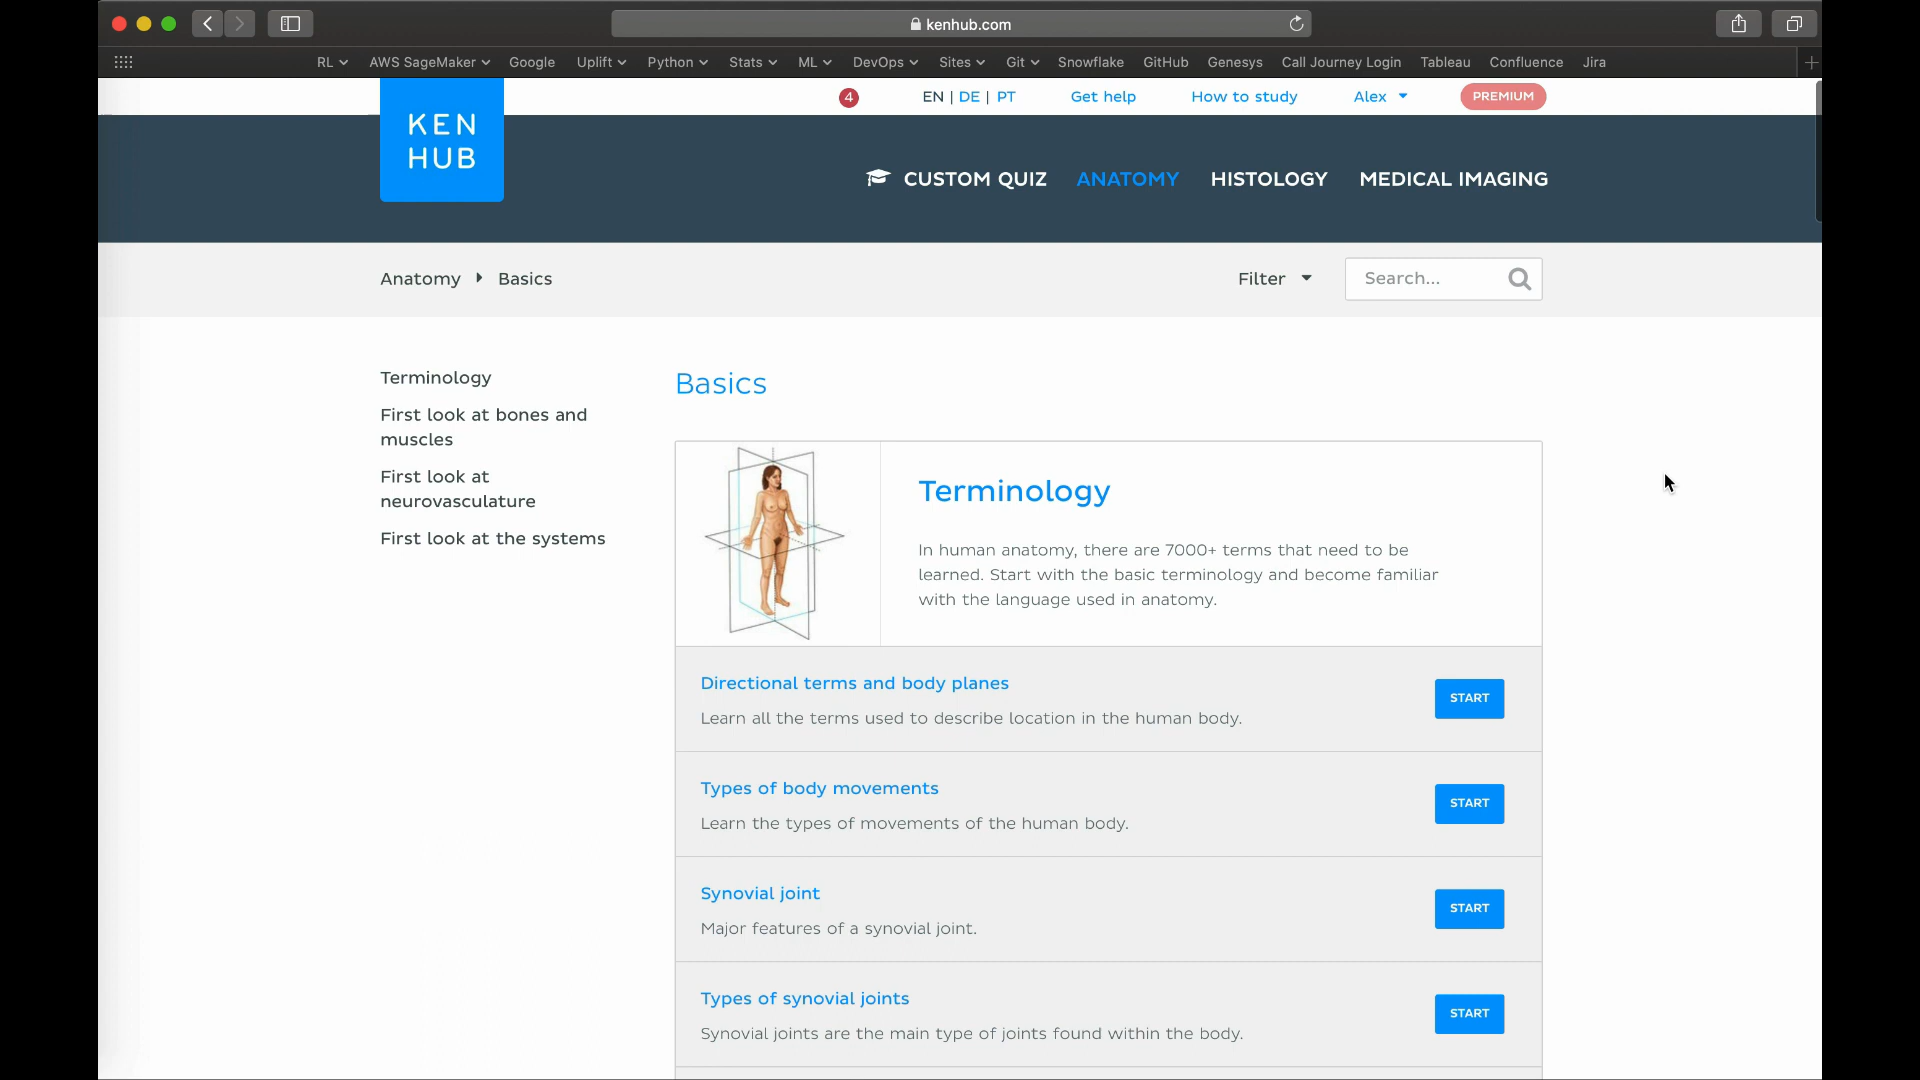 kenhub.com
RL AWS SageMaker Google Uplift Python Stats ML DevOps Sites Git Snowflake GitHub Genesys Call Journey Login Tableau Confluence Jira
4 EN | DE | PT Get help How to study Alex PREMIUM
KEN
HUB
CUSTOM QUIZ ANATOMY HISTOLOGY MEDICAL IMAGING
Anatomy Basics Filter Search...
Terminology
First look at bones and
muscles
First look at
neurovasculature
First look at the systems
Basics
Terminology
In human anatomy, there are 7000+ terms that need to be
learned. Start with the basic terminology and become familiar
with the language used in anatomy.
Directional terms and body planes
Learn all the terms used to describe location in the human body.
START
Types of body movements
Learn the types of movements of the human body.
START
Synovial joint
Major features of a synovial joint.
START
Types of synovial joints
Synovial joints are the main type of joints found within the body.
START